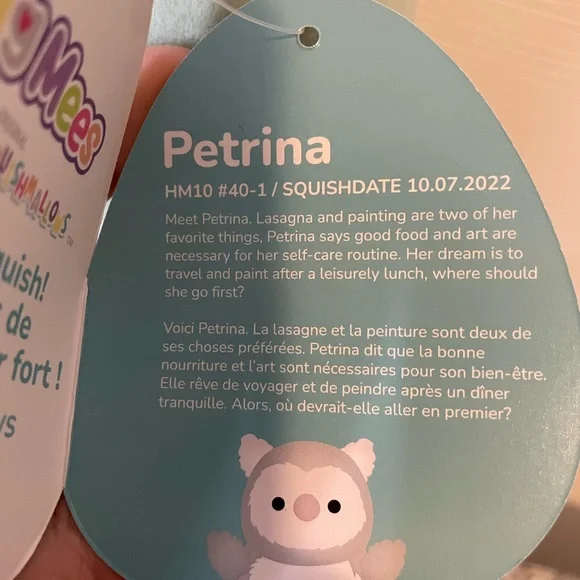 g
Mees
SQUISHMALLOWS
uish!
de
r fort!
ys
Petrina
HM10 #40-1 / SQUISHDATE 10.07.2022
Meet Petrina. Lasagna and painting are two of her
favorite things, Petrina says good food and art are
necessary for her self-care routine. Her dream is to
travel and paint after a leisurely lunch, where should
she go first?
Voici Petrina. La lasagne et la peinture sont deux de
ses choses préférées. Petrina dit que la bonne
nourriture et l'art sont nécessaires pour son bien-être.
Elle rêve de voyager et de peindre après un dîner
tranquille. Alors, où devrait-elle aller en premier?